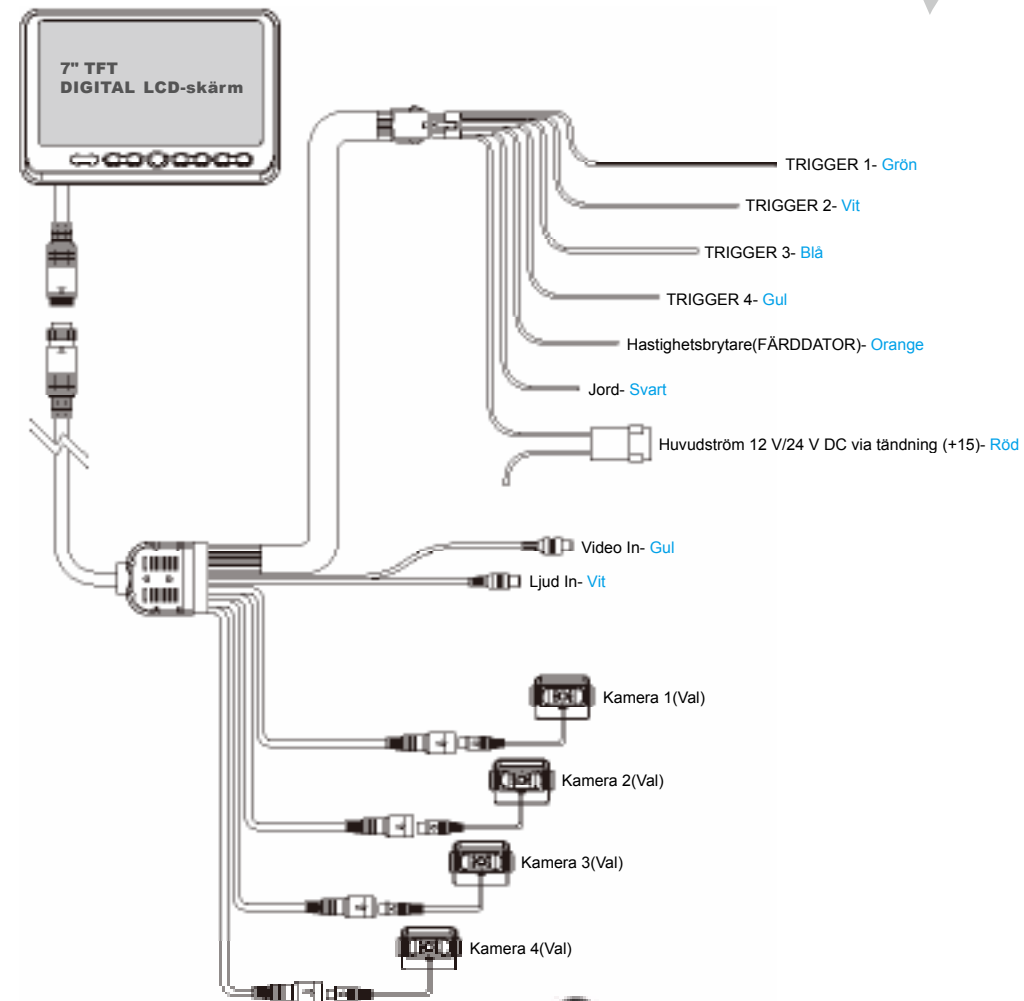 7" TFT
DIGITAL LCD-skärm
TRIGGER 1- Grön
TRIGGER 2- Vit
TRIGGER 3- Blå
TRIGGER 4- Gul
Hastighetsbrytare(FÄRDDATOR)- Orange
Jord- Svart
Huvudström 12 V/24 V DC via tändning (+15)- Röd
Video In- Gul
Ljud In- Vit
Kamera 1(Val)
Kamera 2(Val)
Kamera 3(Val)
Kamera 4(Val)